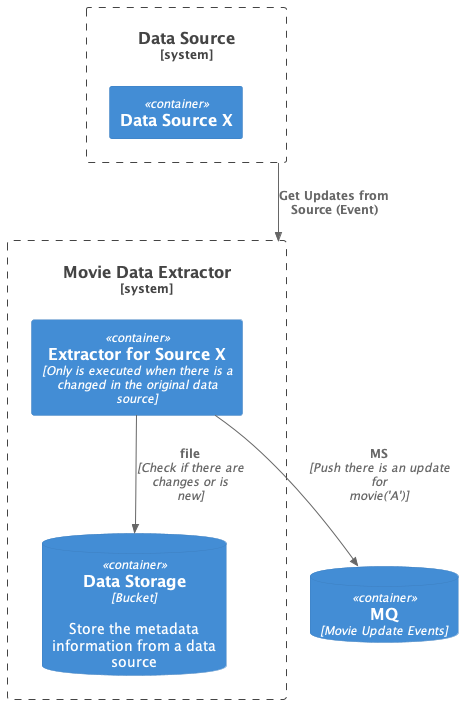 Data Source
[system]
«container»
Data Source X
Get Updates from
Source (Event)
Movie Data Extractor
[system]
«container»
Extractor for Source X
[Only is executed when there is a
changed in the original data
source]
file
[Check if there are
changes or is
new]
MS
[Push there is an update
for
movie('A')]
«container»
Data Storage
[Bucket]
Store the metadata
information from a data
source
«container»
MQ
[Movie Update Events]